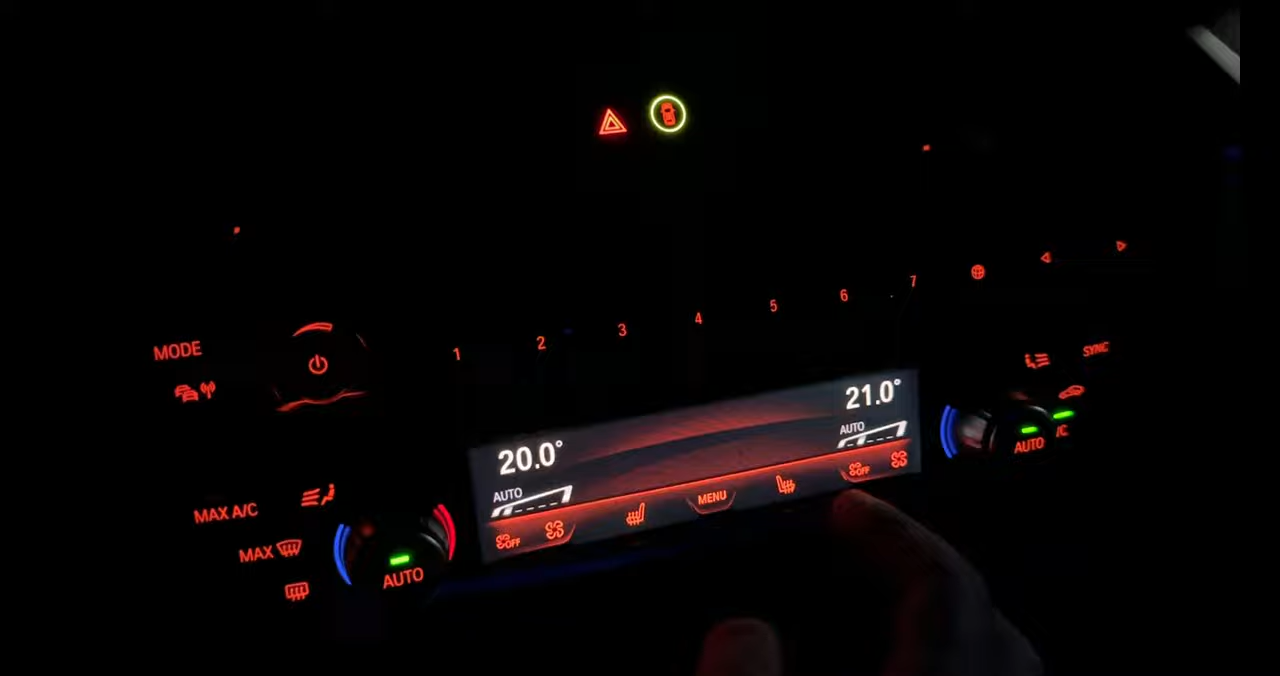 7
6
5
4
3
2
1
MODE
SYNC
21.0°
AUTO
20.0°
AUTO
MENU
OFF
OFF
MAX A/C
MAX
AUTO
AUTO
/C